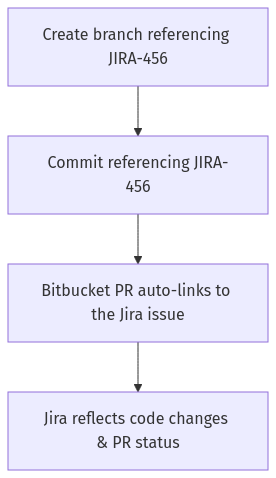 Create branch referencing
JIRA-456
Commit referencing JIRA-
456
Bitbucket PR auto-links to
the Jira issue
Jira reflects code changes
& PR status